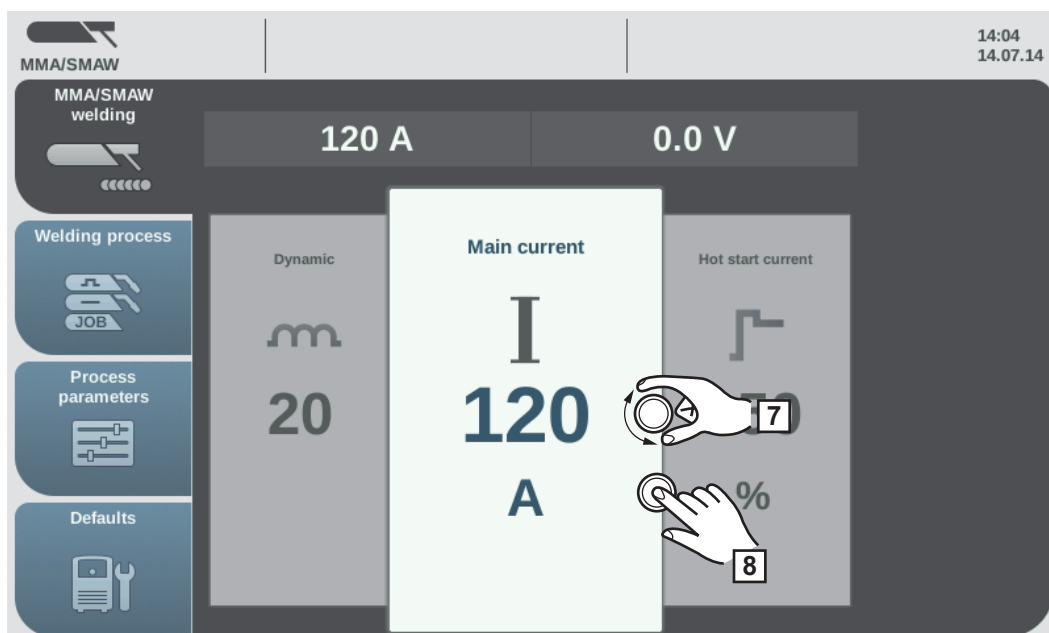 MMA/SMAW
14:04
14.07.14
MMA/SMAW
welding
120 A
0.0 V
Welding process
JOB
Process
parameters
Defaults
Dynamic
20
Main current
I
120
A
Hot start current
%
7
8